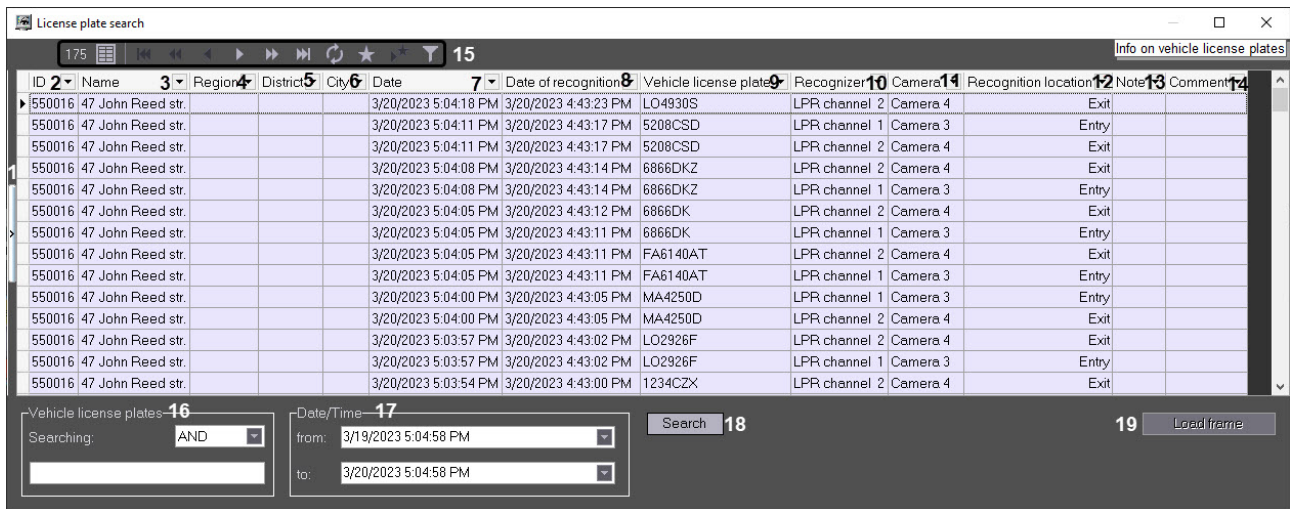 License plate search
175 15
Info on vehicle license plates
ID 2 Name 3 Region 4 District 5 City 6 Date 7 Date of recognition 8 Vehicle license plate 9 Recognizer 10 Camera 11 Recognition location 12 Note 13 Comment 14
550016 47 John Reed str. 3/20/2023 5:04:18 PM 3/20/2023 4:43:23 PM LO4930S LPR channel 2 Camera 4 Exit
550016 47 John Reed str. 3/20/2023 5:04:11 PM 3/20/2023 4:43:17 PM 5208CSD LPR channel 1 Camera 3 Entry
550016 47 John Reed str. 3/20/2023 5:04:11 PM 3/20/2023 4:43:17 PM 5208CSD LPR channel 2 Camera 4 Exit
550016 47 John Reed str. 3/20/2023 5:04:08 PM 3/20/2023 4:43:14 PM 6866DKZ LPR channel 2 Camera 4 Exit
1 550016 47 John Reed str. 3/20/2023 5:04:08 PM 3/20/2023 4:43:14 PM 6866DKZ LPR channel 1 Camera 3 Entry
550016 47 John Reed str. 3/20/2023 5:04:05 PM 3/20/2023 4:43:12 PM 6866DK LPR channel 2 Camera 4 Exit
550016 47 John Reed str. 3/20/2023 5:04:05 PM 3/20/2023 4:43:11 PM 6866DK LPR channel 1 Camera 3 Entry
550016 47 John Reed str. 3/20/2023 5:04:05 PM 3/20/2023 4:43:11 PM FA6140AT LPR channel 2 Camera 4 Exit
550016 47 John Reed str. 3/20/2023 5:04:05 PM 3/20/2023 4:43:11 PM FA6140AT LPR channel 1 Camera 3 Entry
550016 47 John Reed str. 3/20/2023 5:04:00 PM 3/20/2023 4:43:05 PM MA4250D LPR channel 1 Camera 3 Entry
550016 47 John Reed str. 3/20/2023 5:04:00 PM 3/20/2023 4:43:05 PM MA4250D LPR channel 2 Camera 4 Exit
550016 47 John Reed str. 3/20/2023 5:03:57 PM 3/20/2023 4:43:02 PM LO2926F LPR channel 2 Camera 4 Exit
550016 47 John Reed str. 3/20/2023 5:03:57 PM 3/20/2023 4:43:02 PM LO2926F LPR channel 1 Camera 3 Entry
550016 47 John Reed str. 3/20/2023 5:03:54 PM 3/20/2023 4:43:00 PM 1234CZX LPR channel 2 Camera 4 Exit
Vehicle license plates 16 Date/Time 17
Search 18 19 Load frame
Searching: AND from: 3/19/2023 5:04:58 PM
to: 3/20/2023 5:04:58 PM